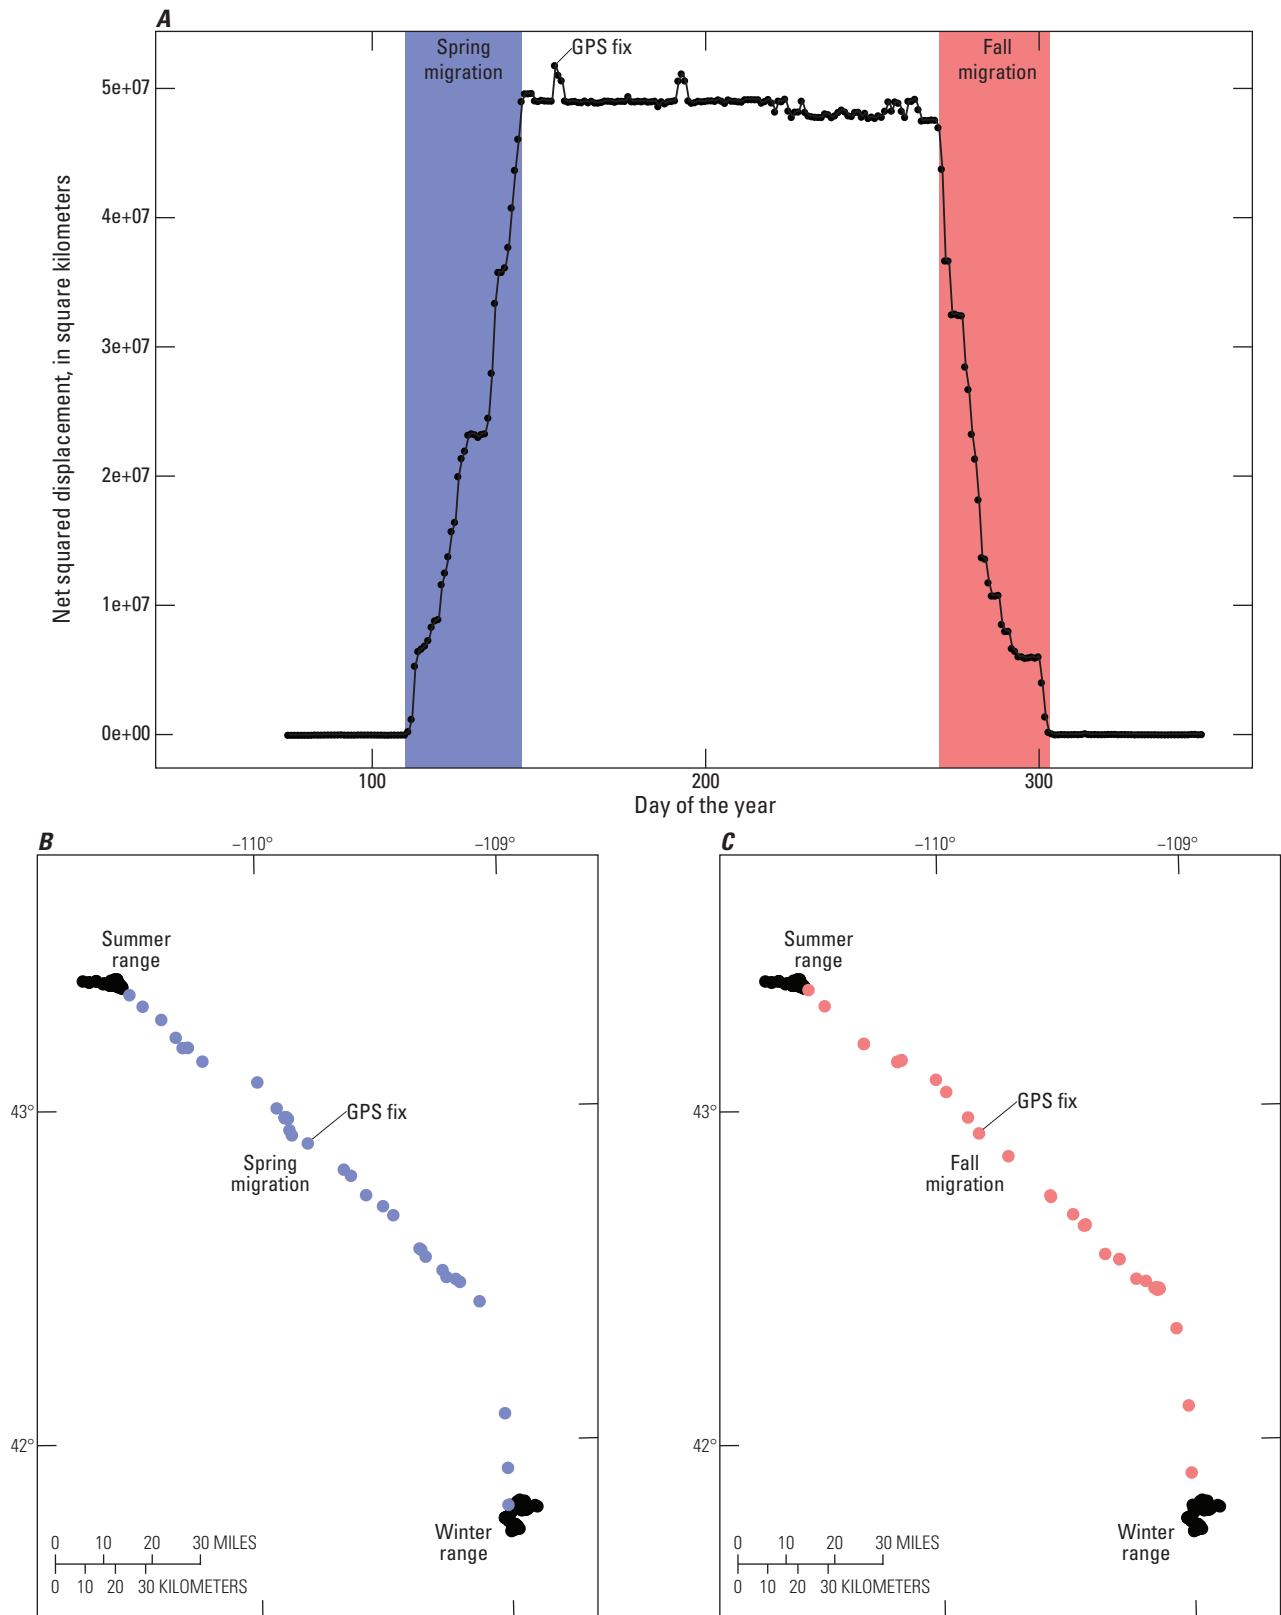 A
Spring
migration
GPS fix
Fall
migration
Net squared displacement, in square kilometers
5e+07
4e+07
3e+07
2e+07
1e+07
0e+00
100
200
300
Day of the year
B
−110°
−109°
Summer
range
43°
GPS fix
Spring
migration
42°
Winter
range
0 10 20 30 MILES
0 10 20 30 KILOMETERS
C
−110°
−109°
Summer
range
43°
GPS fix
Fall
migration
42°
Winter
range
0 10 20 30 MILES
0 10 20 30 KILOMETERS